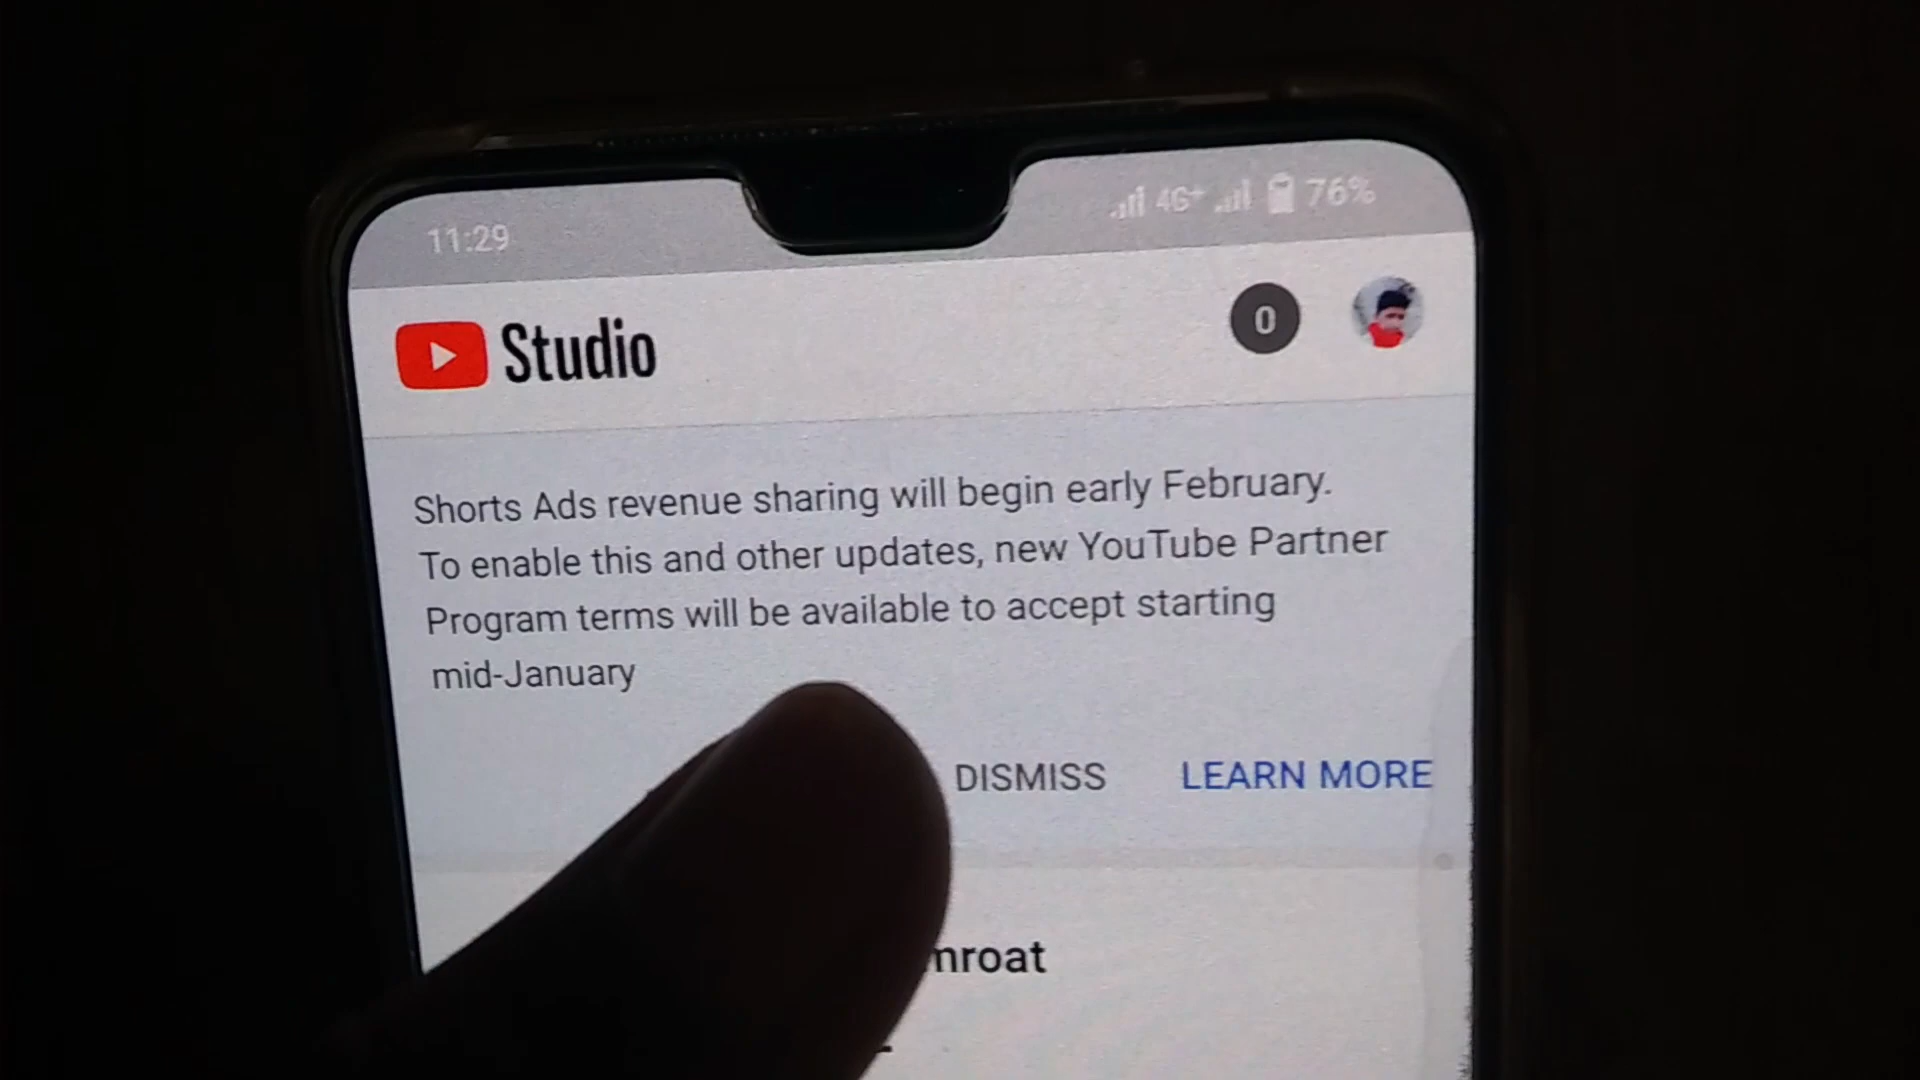 11:29
4G+ 76%
Studio
0
Shorts Ads revenue sharing will begin early February.
To enable this and other updates, new YouTube Partner
Program terms will be available to accept starting
mid-January
DISMISS LEARN MORE